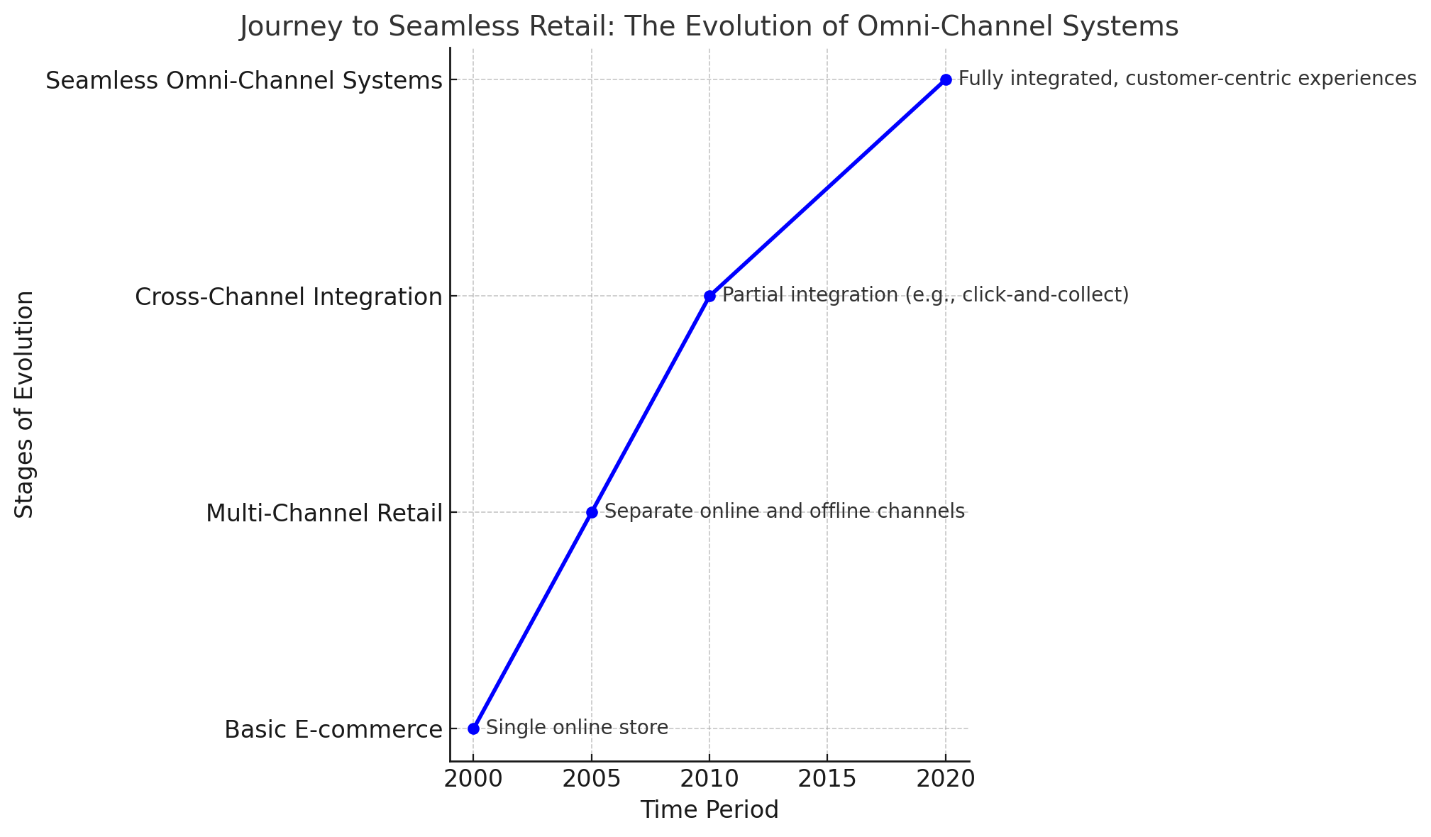 Journey to Seamless Retail: The Evolution of Omni-Channel Systems
Seamless Omni-Channel Systems
Fully integrated, customer-centric experiences
Cross-Channel Integration
Partial integration (e.g., click-and-collect)
Stages of Evolution
Multi-Channel Retail
Separate online and offline channels
Basic E-commerce
Single online store
2000 2005 2010 2015 2020
Time Period